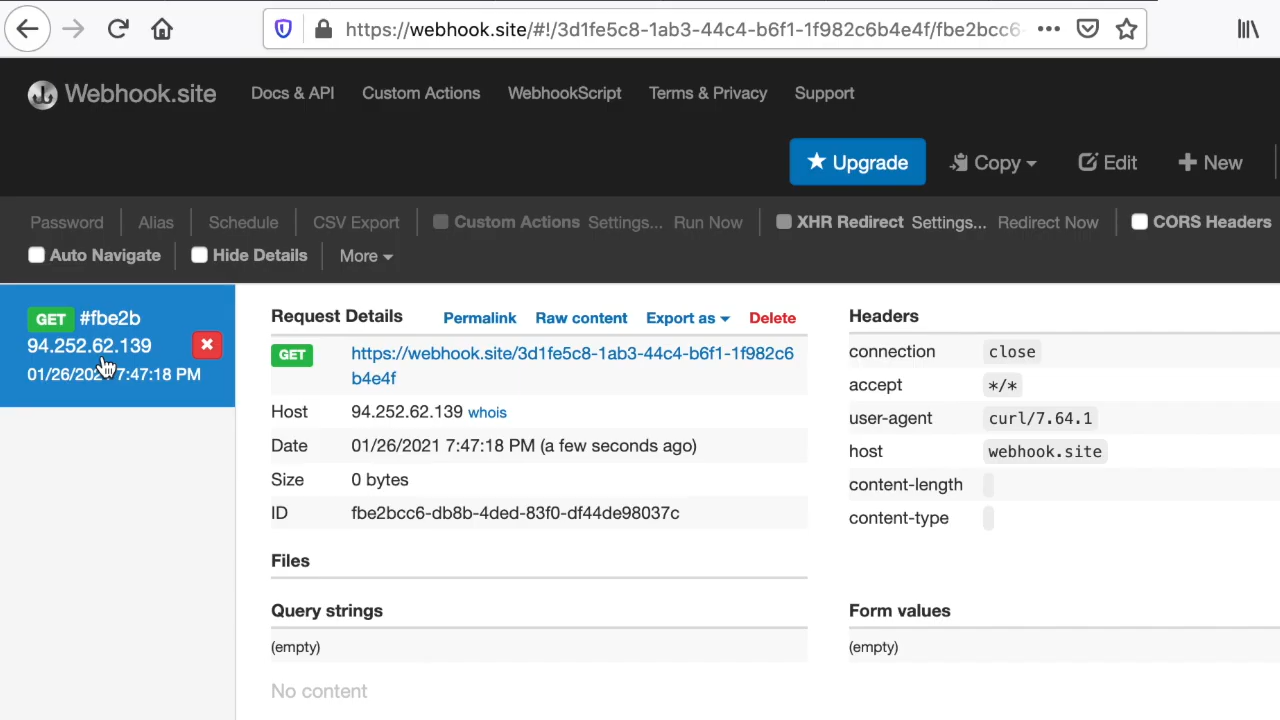 https://webhook.site/#!/3d1fe5c8-1ab3-44c4-b6f1-1f982c6b4e4f/fbe2bcc6-
Webhook.site Docs & API Custom Actions WebhookScript Terms & Privacy Support
★ Upgrade Copy Edit + New
Password Alias Schedule CSV Export Custom Actions Settings... Run Now XHR Redirect Settings... Redirect Now CORS Headers
Auto Navigate Hide Details More
GET #fbe2b
94.252.62.139
01/26/202 7:47:18 PM
Request Details Permalink Raw content Export as Delete
GET https://webhook.site/3d1fe5c8-1ab3-44c4-b6f1-1f982c6
b4e4f
Host 94.252.62.139 whois
Date 01/26/2021 7:47:18 PM (a few seconds ago)
Size 0 bytes
ID fbe2bcc6-db8b-4ded-83f0-df44de98037c
Files
Query strings
(empty)
No content
Headers
connection close
accept */*
user-agent curl/7.64.1
host webhook.site
content-length
content-type
Form values
(empty)